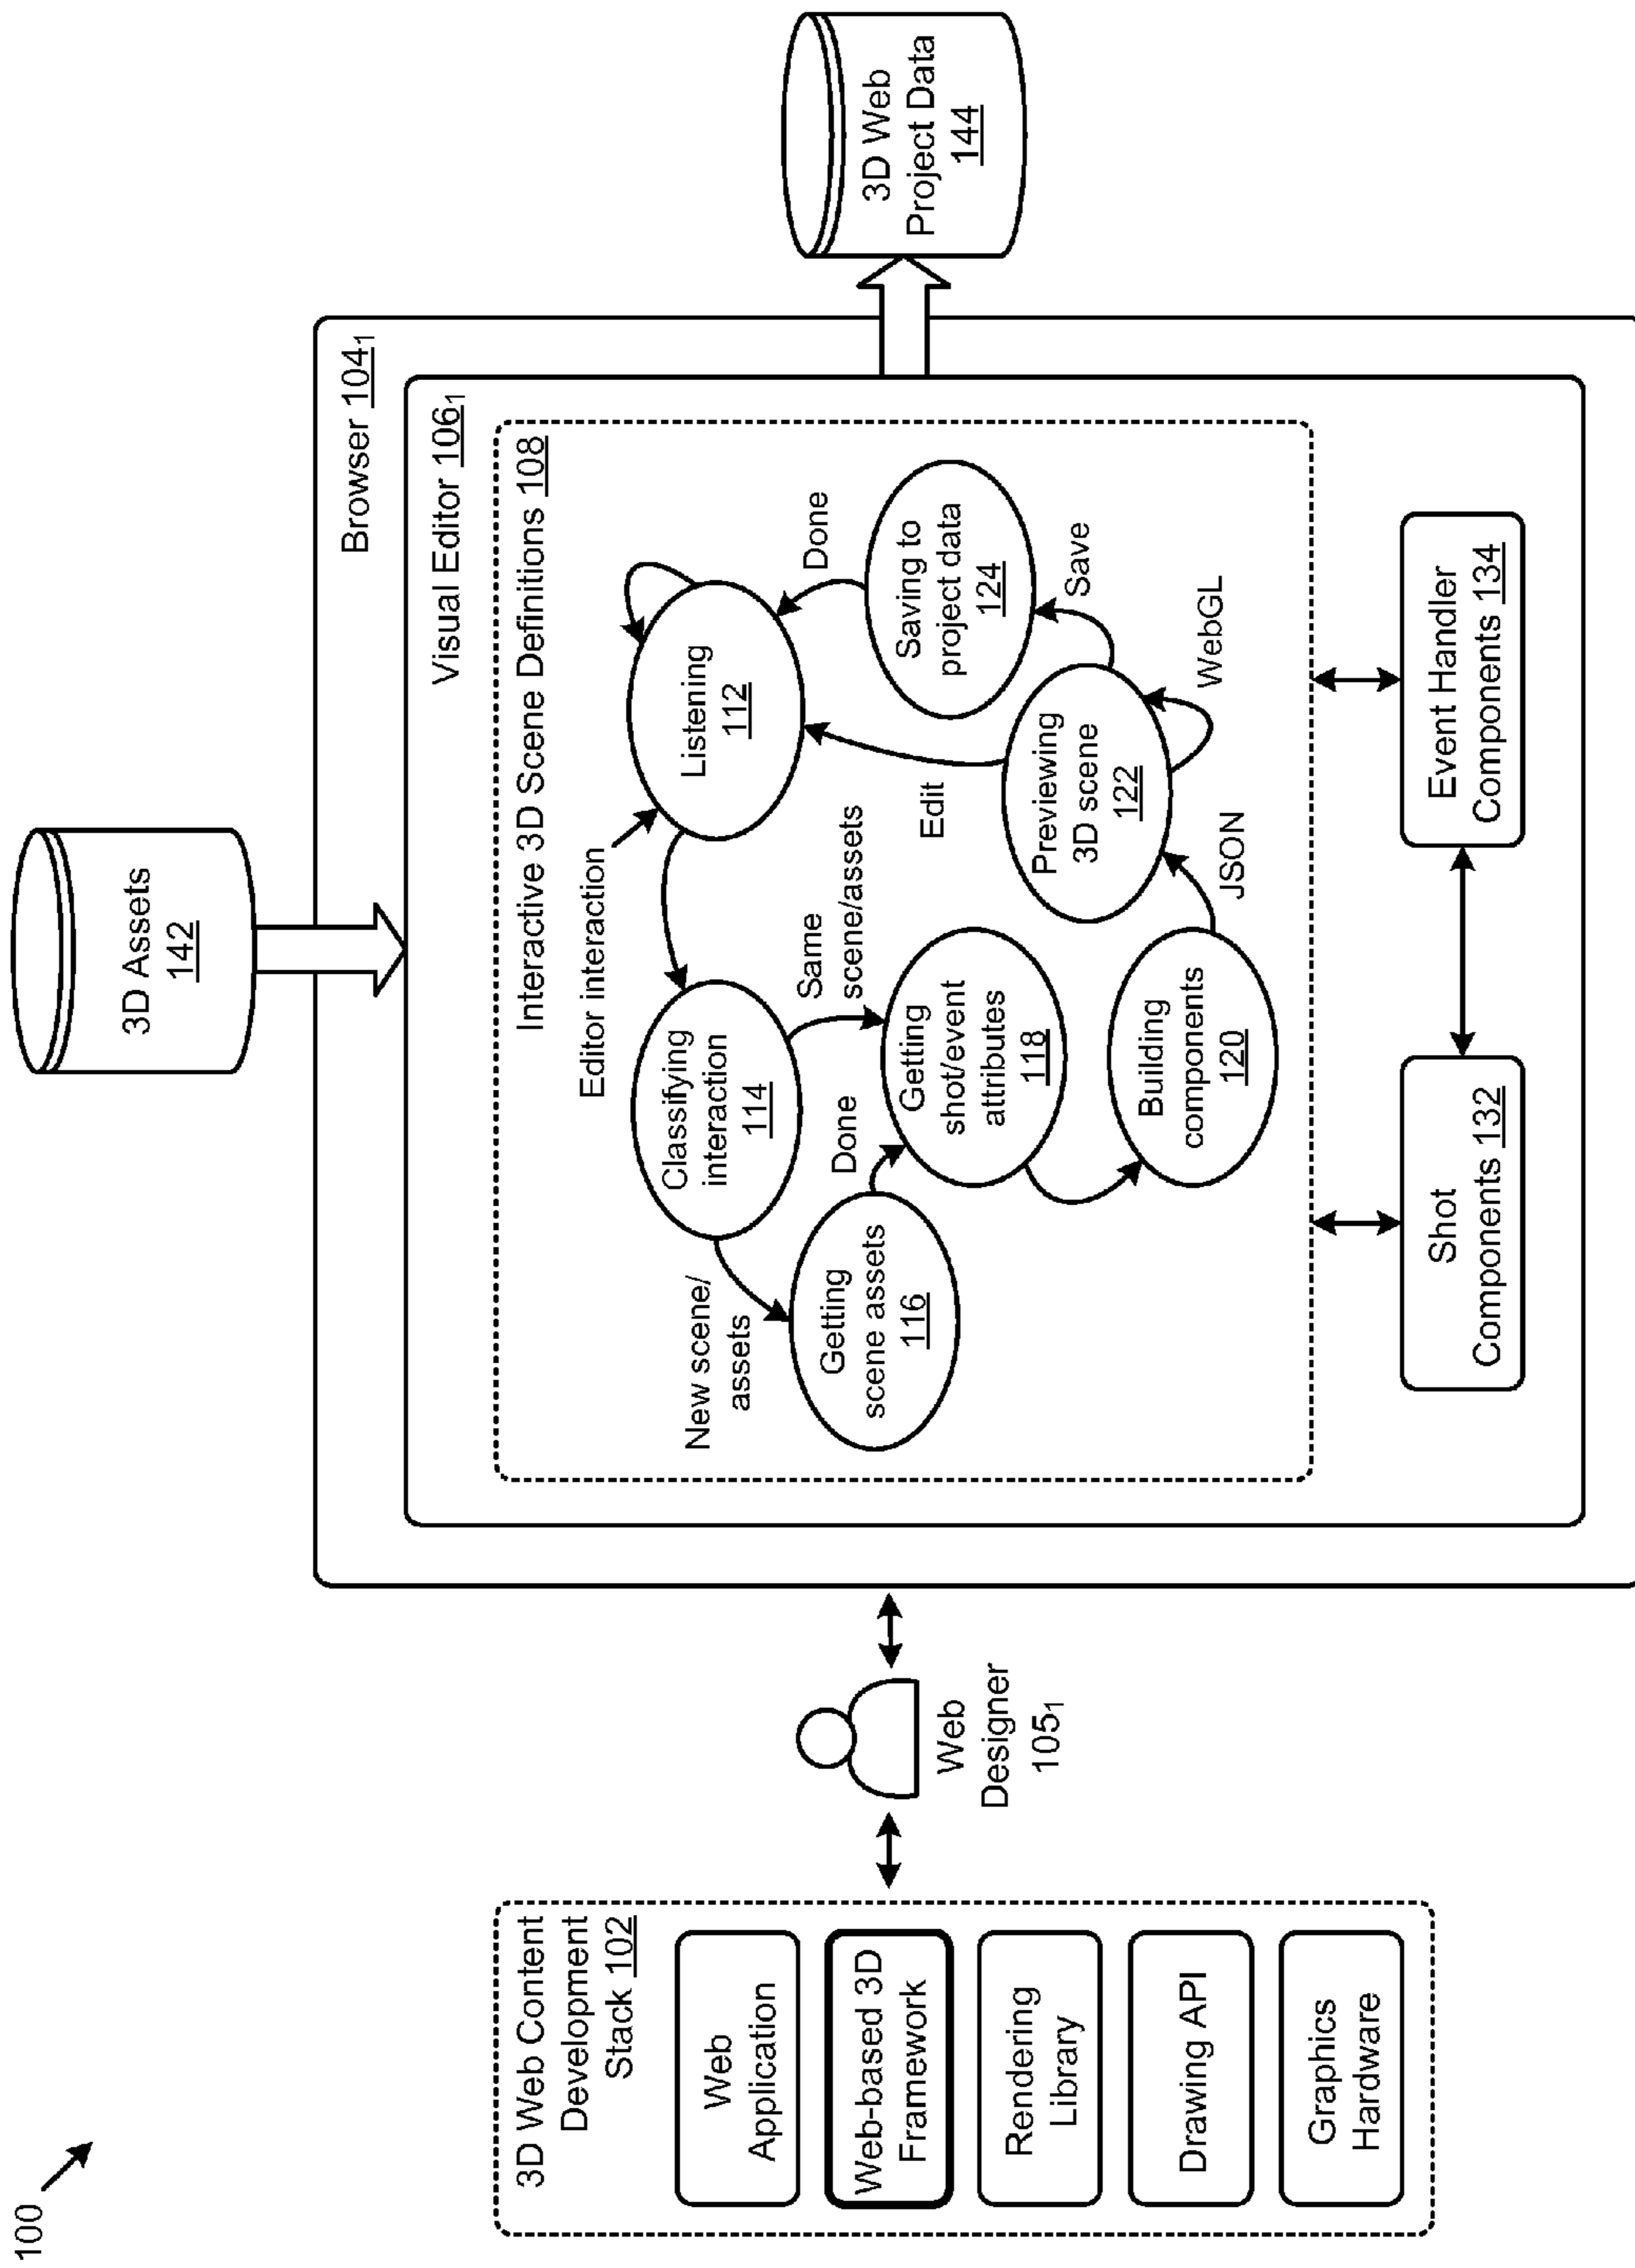 100
3D Web Content
Development
Stack 102
Web
Application
Web-based 3D
Framework
Rendering
Library
Drawing API
Graphics
Hardware
Web
Designer
105₁
3D Assets
142
Browser 104₁
Visual Editor 106₁
Interactive 3D Scene Definitions 108
Editor interaction
Listening
112
Classifying
interaction
114
New scene/
assets
Same
scene/assets
Getting
scene assets
116
Done
Getting
shot/event
attributes
118
Building
components
120
JSON
Previewing
3D scene
122
WebGL
Edit
Save
Saving to
project data
124
Done
Shot
Components 132
Event Handler
Components 134
3D Web
Project Data
144